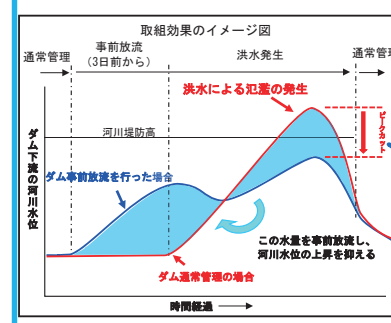 取組効果のイメージ図
通常管理
事前放流
(3日前から)
洪水発生
通常管理
洪水による氾濫の発生
河川堤防高
ピークカット
ダム事前放流を行った場合
ダム下流の河川水位
この水量を事前放流し、
河川水位の上昇を抑える
ダム通常管理の場合
時間経過